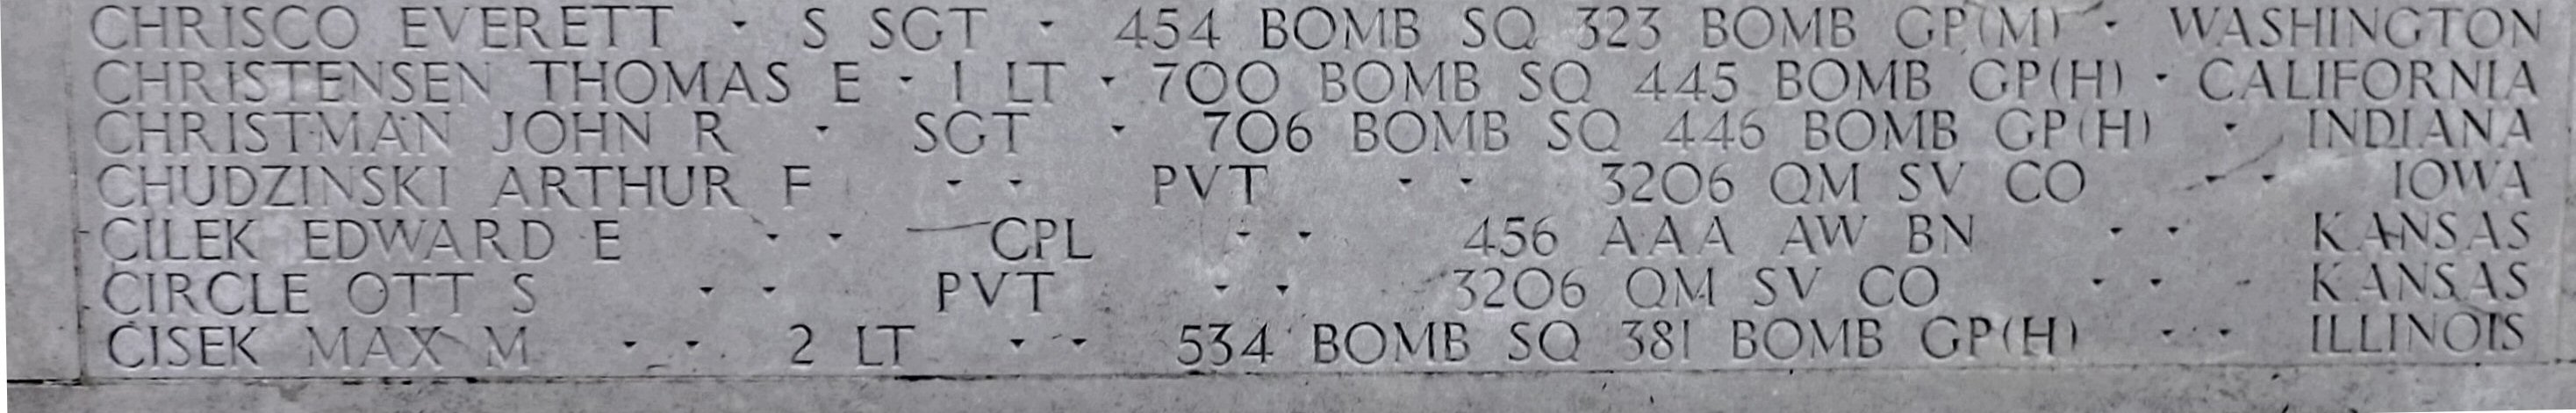 CHRISCO EVERETT · S SGT · 454 BOMB SQ 323 BOMB GP(M) · WASHINGTON
CHRISTENSEN THOMAS E · 1 LT · 700 BOMB SQ 445 BOMB GP(H) · CALIFORNIA
CHRISTMAN JOHN R · SGT · 706 BOMB SQ 446 BOMB GP(H) · INDIANA
CHUDZINSKI ARTHUR F · · PVT · · 3206 QM SV CO · · IOWA
CILEK EDWARD E · · CPL · · 456 AAA AW BN · · KANSAS
CIRCLE OTT S · · PVT · · 3206 QM SV CO · · KANSAS
CISEK MAX M · · 2 LT · · 534 BOMB SQ 381 BOMB GP(H) · · ILLINOIS